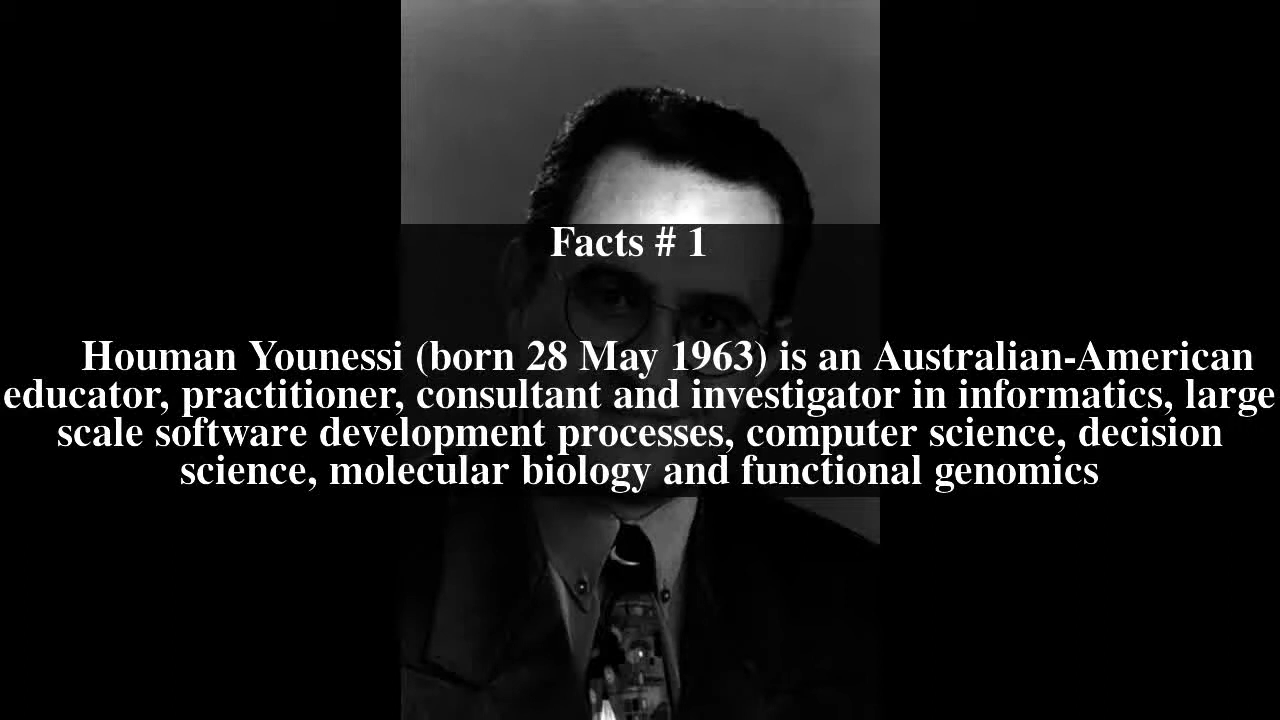 Facts # 1
Houman Younessi (born 28 May 1963) is an Australian-American
educator, practitioner, consultant and investigator in informatics, large
scale software development processes, computer science, decision
science, molecular biology and functional genomics